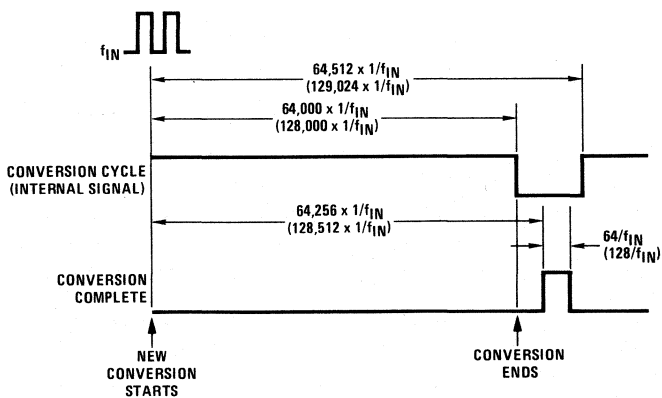 fIN
64,512 x 1/fIN
(129,024 x 1/fIN)
64,000 x 1/fIN
(128,000 x 1/fIN)
CONVERSION CYCLE
(INTERNAL SIGNAL)
64,256 x 1/fIN
(128,512 x 1/fIN)
64/fIN
(128/fIN)
CONVERSION
COMPLETE
NEW
CONVERSION
STARTS
CONVERSION
ENDS